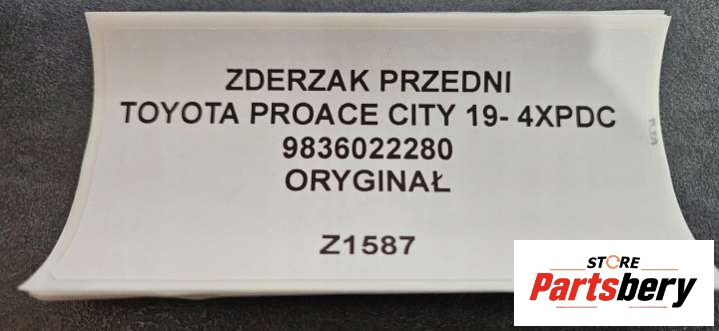 ZDERZAK PRZEDNI
TOYOTA PROACE CITY 19- 4XPDC
9836022280
ORYGINAŁ
Z1587
STORE
Partsbery